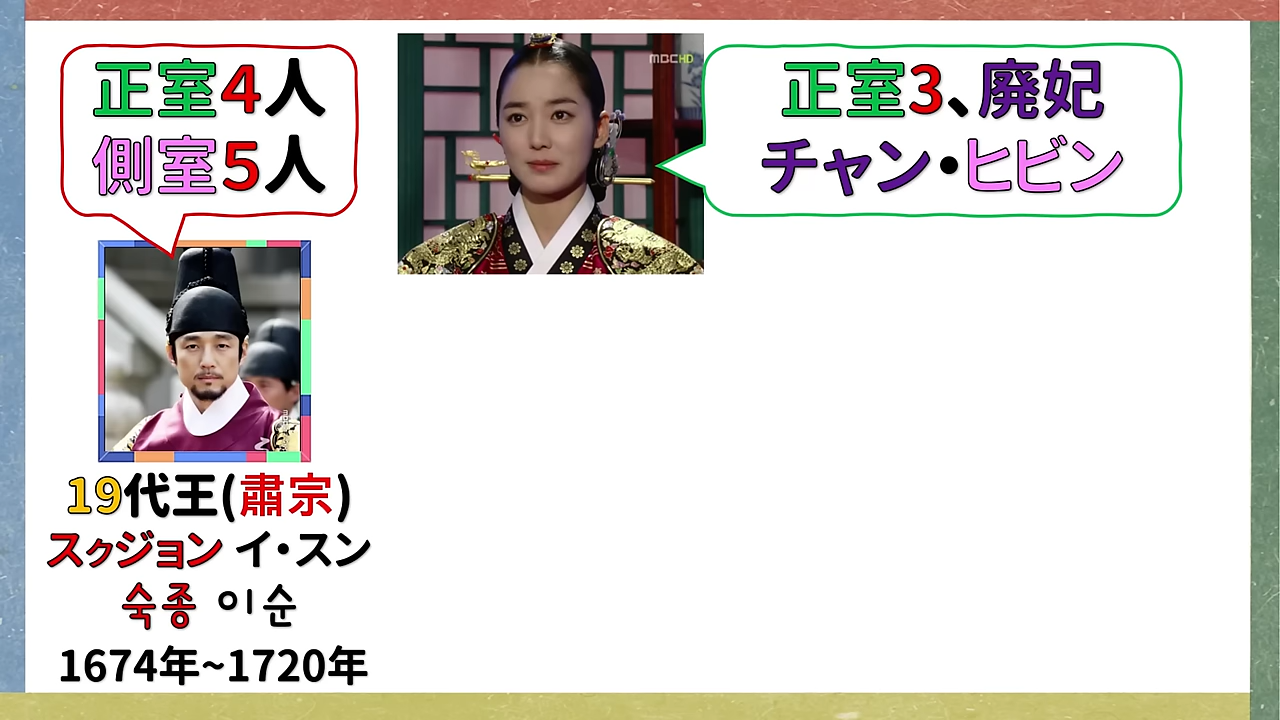 正室4人
側室5人
MBC HD
正室3、廃妃
チャン・ヒビン
19代王(粛宗)
スクジョン イ・スン
숙종 이순
1674年~1720年